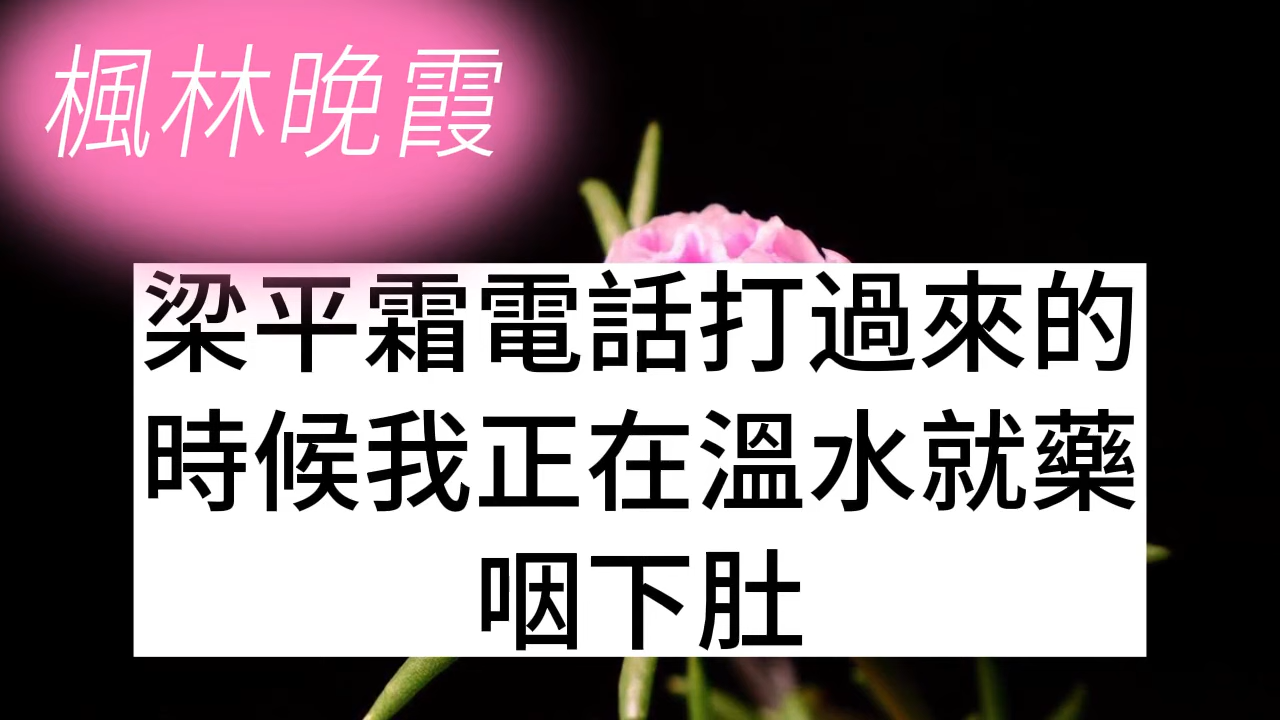 楓林晚霞
梁平霜電話打過來的
時候我正在溫水就藥
咽下肚